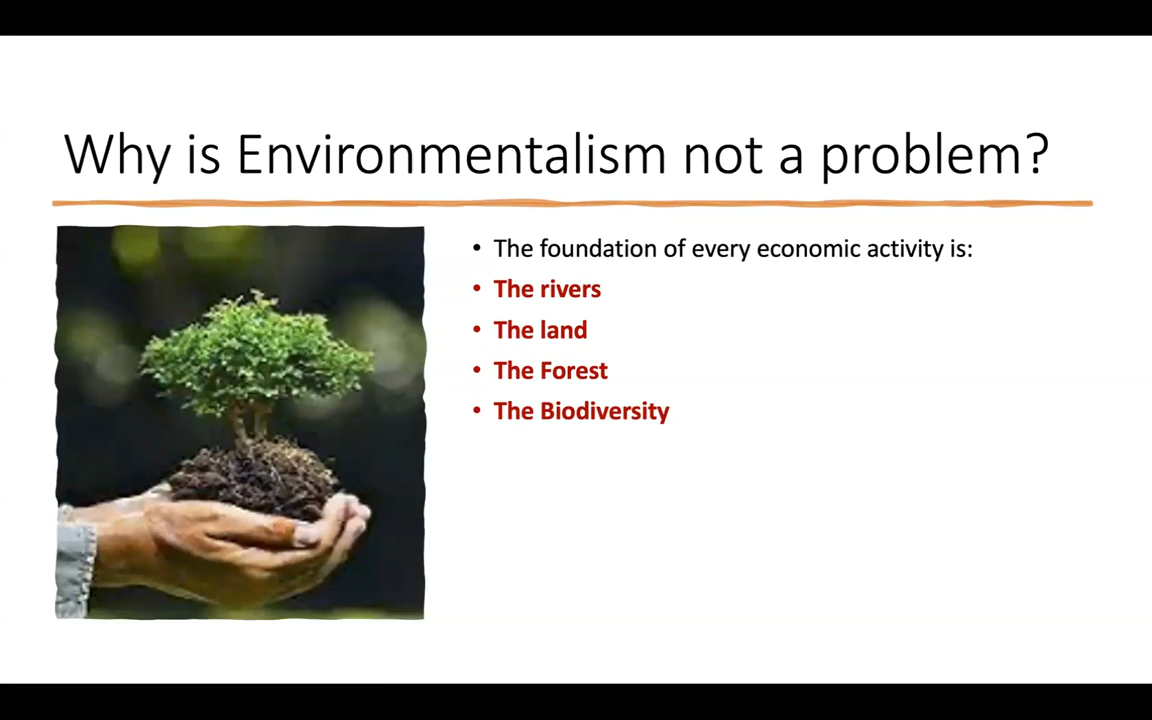 Why is Environmentalism not a problem?
• The foundation of every economic activity is:
• The rivers
• The land
• The Forest
• The Biodiversity